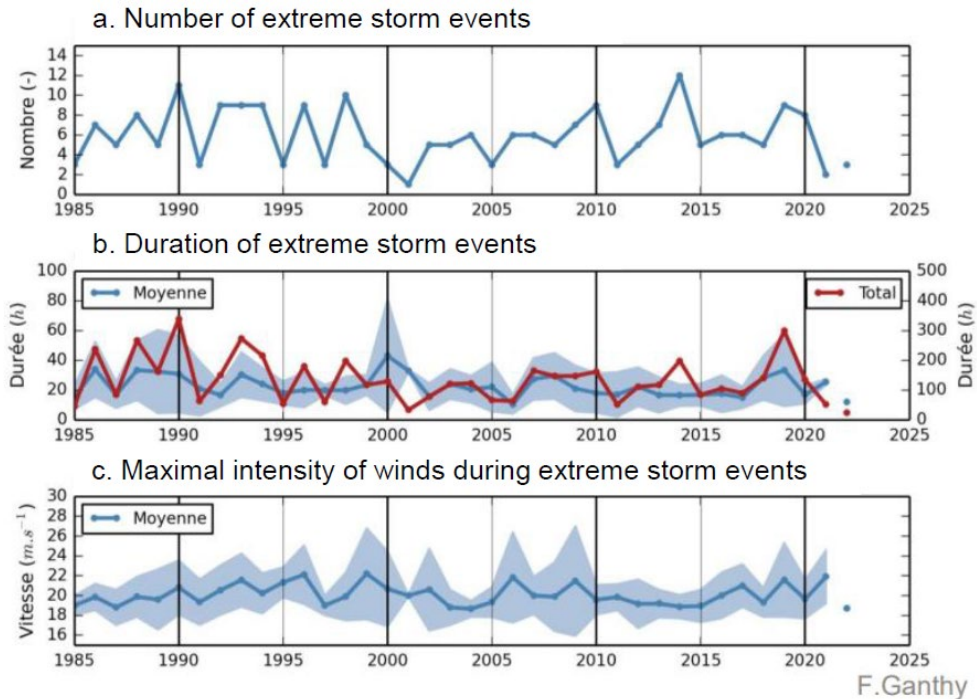 a. Number of extreme storm events
Nombre (-)
14
12
10
8
6
4
2
0
1985 1990 1995 2000 2005 2010 2015 2020 2025
b. Duration of extreme storm events
Durée (h)
100
80
60
40
20
0
Moyenne
Total
500
400
300
200
100
0
Durée (h)
1985 1990 1995 2000 2005 2010 2015 2020 2025
c. Maximal intensity of winds during extreme storm events
Vitesse (m.s⁻¹)
30
28
26
24
22
20
18
16
Moyenne
1985 1990 1995 2000 2005 2010 2015 2020 2025
F.Ganthy